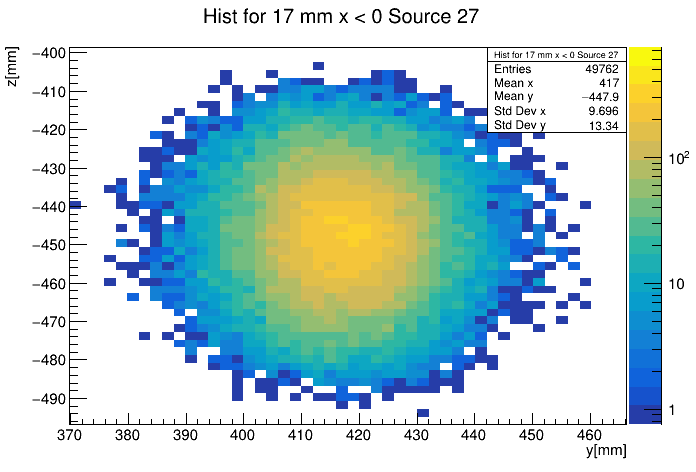 Hist for 17 mm x < 0 Source 27
z[mm]
Hist for 17 mm x < 0 Source 27
Entries 49762
Mean x 417
Mean y −447.9
Std Dev x 9.696
Std Dev y 13.34
−400
−410
−420
−430
−440
−450
−460
−470
−480
−490
10²
10
1
370 380 390 400 410 420 430 440 450 460
y[mm]